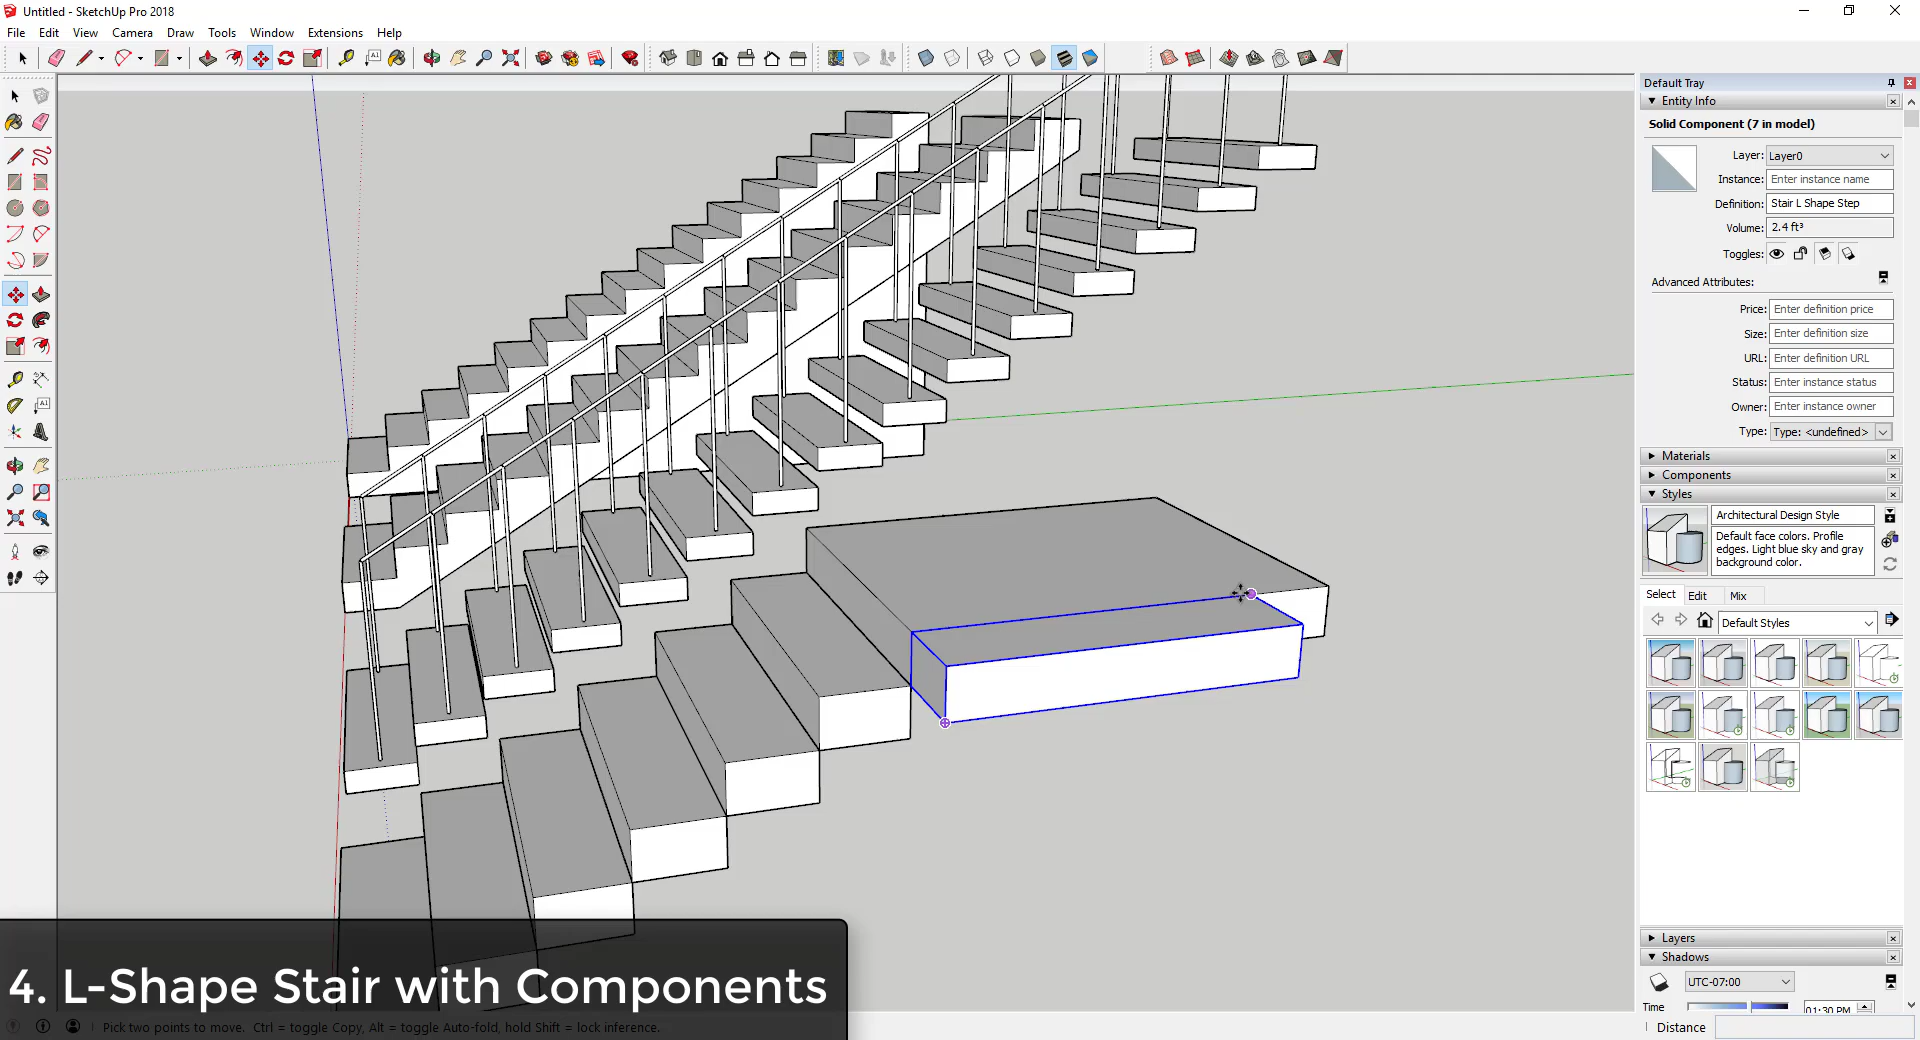 Untitled - SketchUp Pro 2018
File Edit View Camera Draw Tools Window Extensions Help
Default Tray
Entity Info
Solid Component (7 in model)
Layer: Layer0
Instance: Enter instance name
Definition: Stair L Shape Step
Volume: 2.4 ft³
Toggles:
Advanced Attributes:
Price: Enter definition price
Size: Enter definition size
URL: Enter definition URL
Status: Enter instance status
Owner: Enter instance owner
Type: Type: <undefined>
Materials
Components
Styles
Architectural Design Style
Default face colors. Profile
edges. Light blue sky and gray
background color.
Select Edit Mix
Default Styles
Layers
Shadows
UTC-07:00
Time 01:30 PM
4. L-Shape Stair with Components
Pick two points to move. Ctrl = toggle Copy, Alt = toggle Auto-fold, hold Shift = lock inference.
Distance